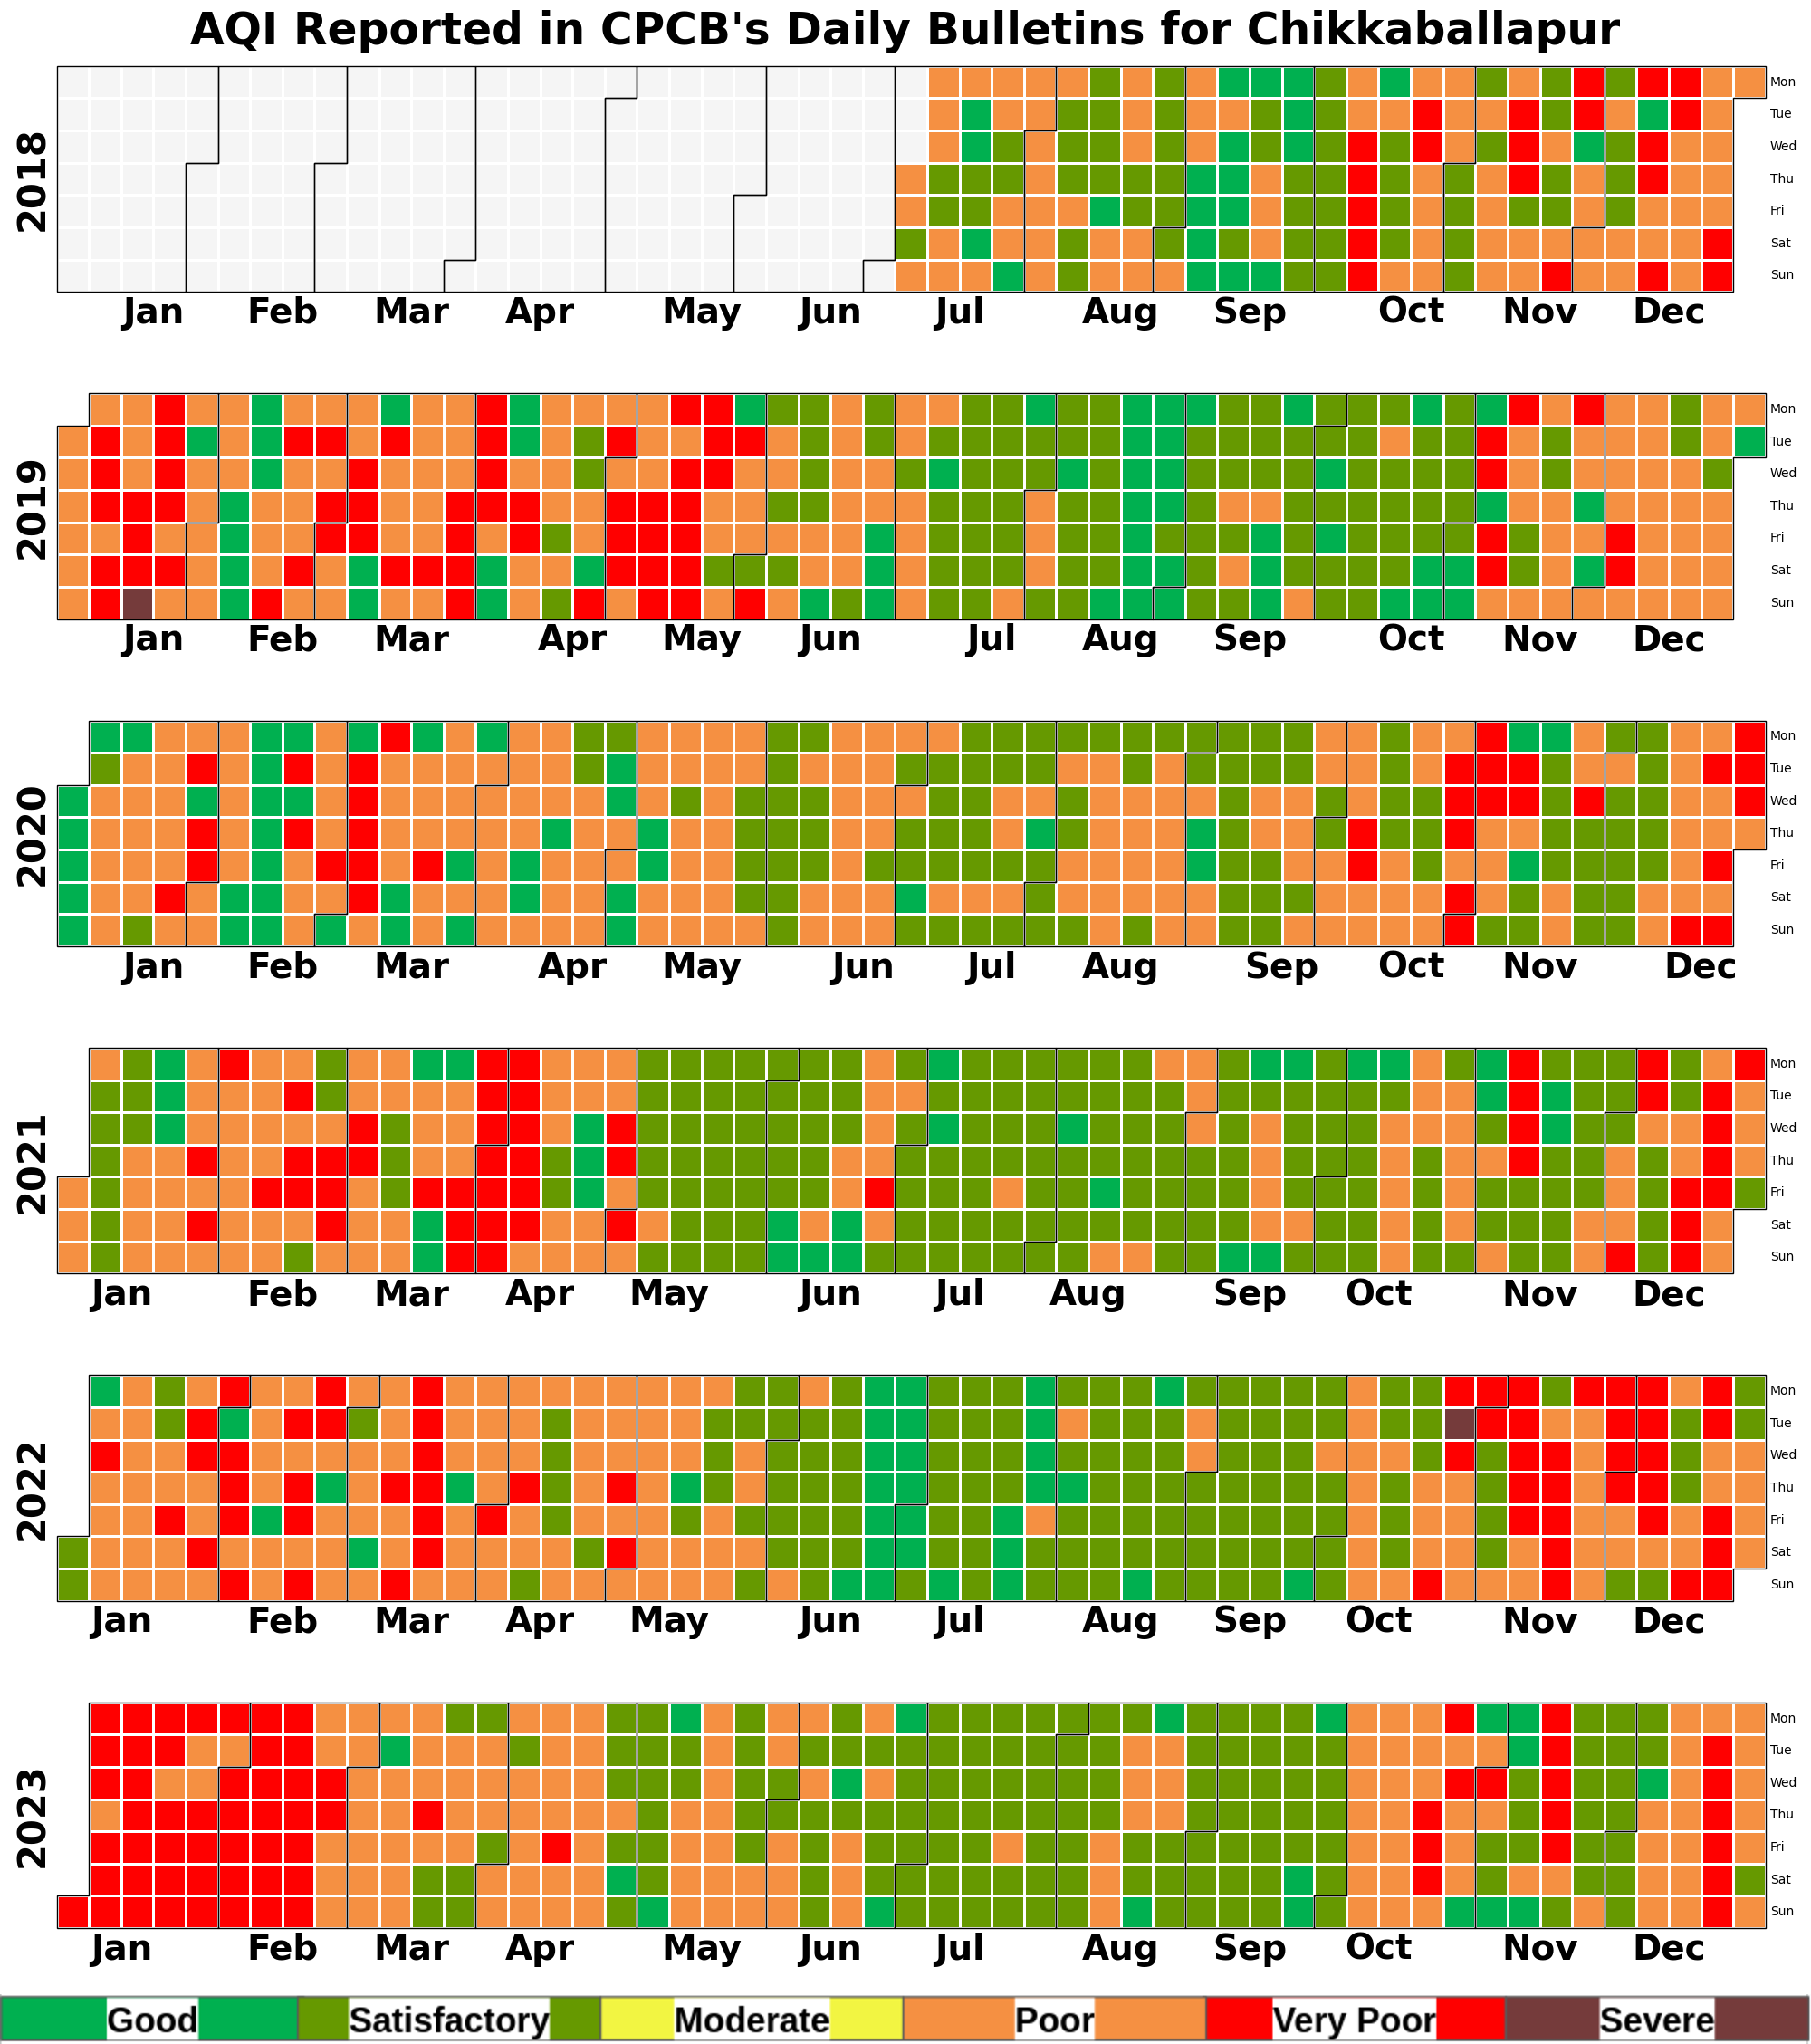 AQI Reported in CPCB's Daily Bulletins for Chikkaballapur
2018
Mon
Tue
Wed
Thu
Fri
Sat
Sun
Jan Feb Mar Apr May Jun Jul Aug Sep Oct Nov Dec
2019
Mon
Tue
Wed
Thu
Fri
Sat
Sun
Jan Feb Mar Apr May Jun Jul Aug Sep Oct Nov Dec
2020
Mon
Tue
Wed
Thu
Fri
Sat
Sun
Jan Feb Mar Apr May Jun Jul Aug Sep Oct Nov Dec
2021
Mon
Tue
Wed
Thu
Fri
Sat
Sun
Jan Feb Mar Apr May Jun Jul Aug Sep Oct Nov Dec
2022
Mon
Tue
Wed
Thu
Fri
Sat
Sun
Jan Feb Mar Apr May Jun Jul Aug Sep Oct Nov Dec
2023
Mon
Tue
Wed
Thu
Fri
Sat
Sun
Jan Feb Mar Apr May Jun Jul Aug Sep Oct Nov Dec
Good Satisfactory Moderate Poor Very Poor Severe